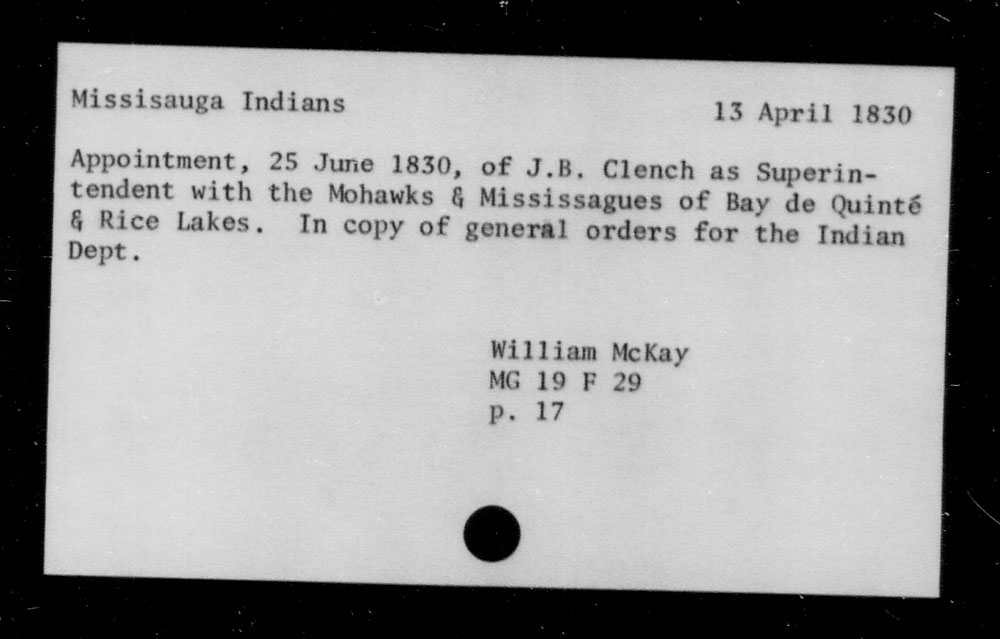 Missisauga Indians 13 April 1830
Appointment, 25 June 1830, of J.B. Clench as Superin-
tendent with the Mohawks & Mississagues of Bay de Quinté
& Rice Lakes. In copy of general orders for the Indian
Dept.
William McKay
MG 19 F 29
p. 17